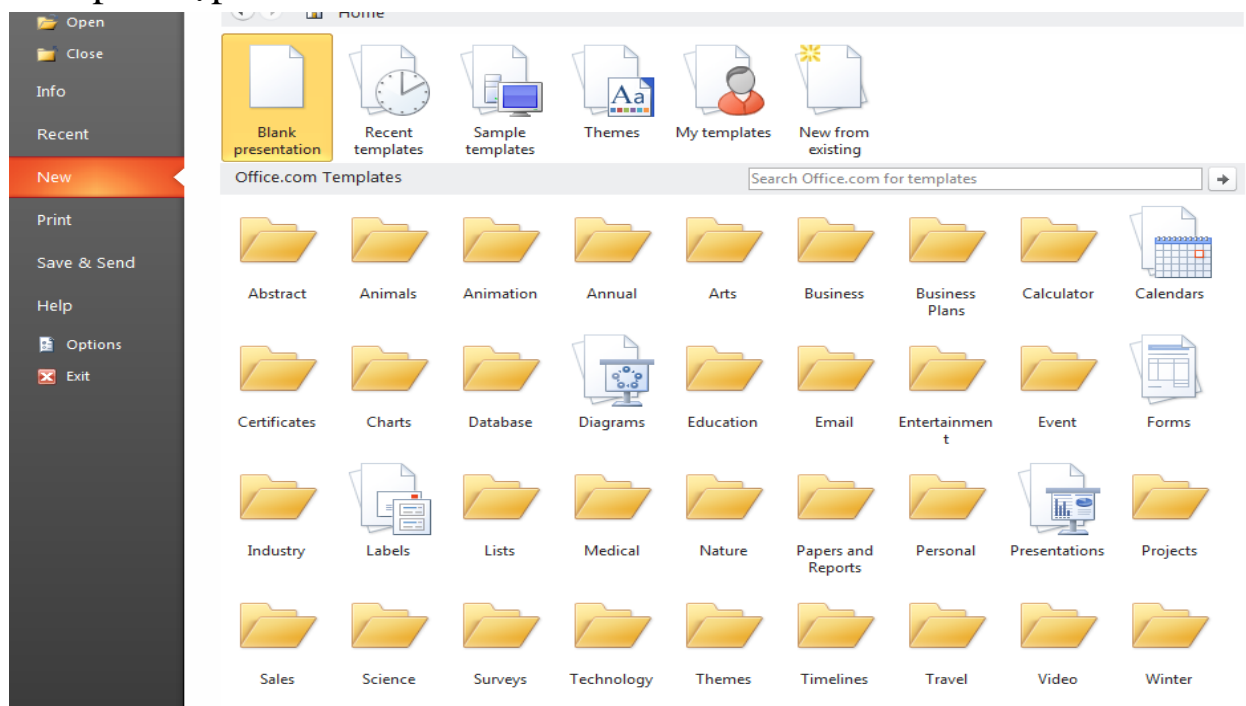 Home
Open
Close
Info
Recent
New
Print
Save & Send
Help
Options
Exit
Blank presentation
Recent templates
Sample templates
Themes
My templates
New from existing
Office.com Templates
Search Office.com for templates
Abstract
Animals
Animation
Annual
Arts
Business
Business Plans
Calculator
Calendars
Certificates
Charts
Database
Diagrams
Education
Email
Entertainmen
t
Event
Forms
Industry
Labels
Lists
Medical
Nature
Papers and Reports
Personal
Presentations
Projects
Sales
Science
Surveys
Technology
Themes
Timelines
Travel
Video
Winter